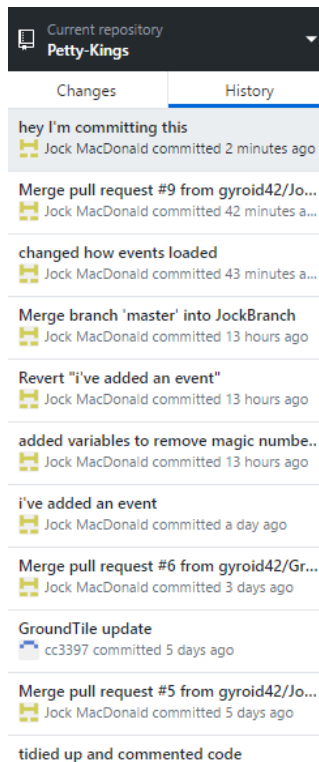 Current repository
Petty-Kings
Changes
History
hey I'm committing this
Jock MacDonald committed 2 minutes ago
Merge pull request #9 from gyroid42/Jo...
Jock MacDonald committed 42 minutes a...
changed how events loaded
Jock MacDonald committed 43 minutes a...
Merge branch 'master' into JockBranch
Jock MacDonald committed 13 hours ago
Revert "i've added an event"
Jock MacDonald committed 13 hours ago
added variables to remove magic numbe..
Jock MacDonald committed 13 hours ago
i've added an event
Jock MacDonald committed a day ago
Merge pull request #6 from gyroid42/Gr...
Jock MacDonald committed 3 days ago
GroundTile update
cc3397 committed 5 days ago
Merge pull request #5 from gyroid42/Jo...
Jock MacDonald committed 5 days ago
tidied up and commented code